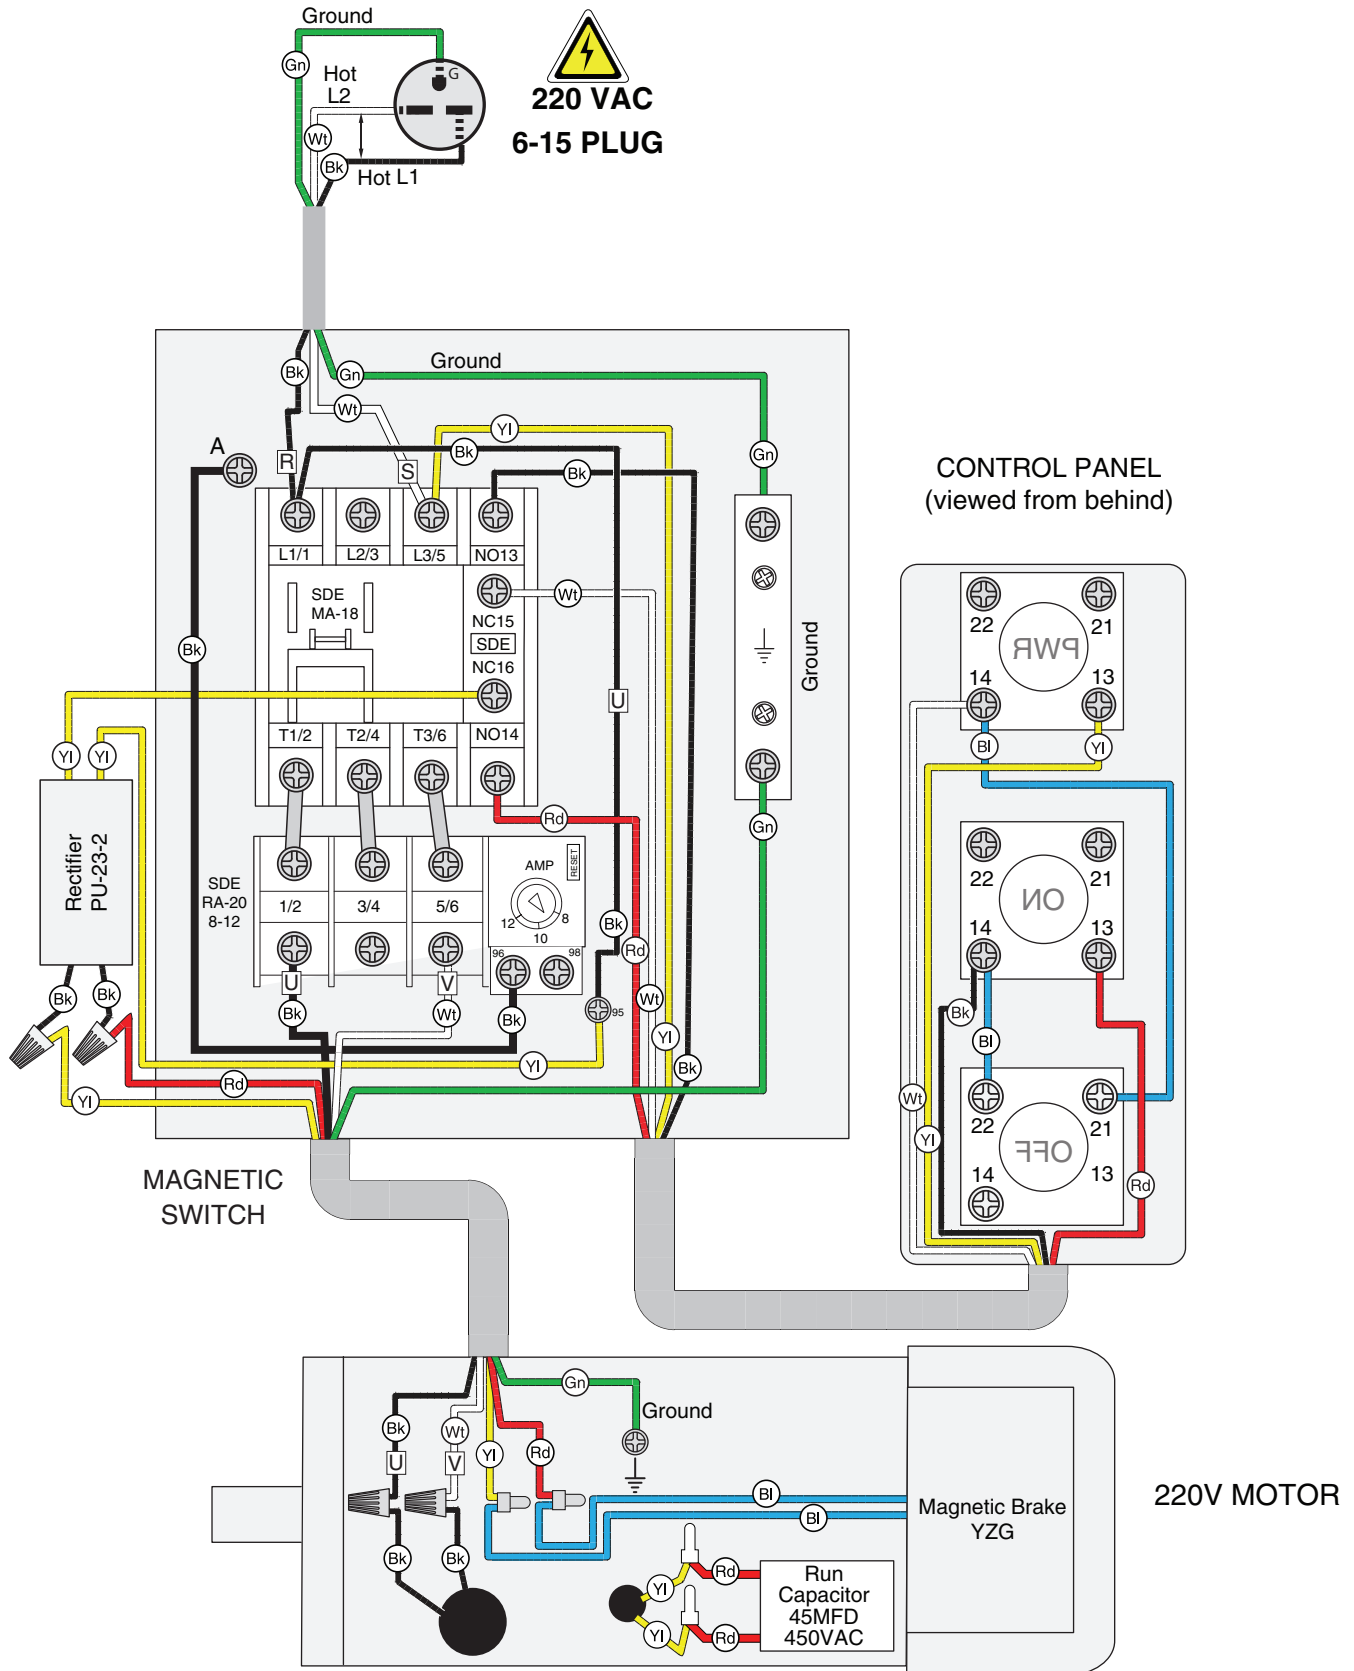 Ground
Gn
G
Hot
L2
Wt
Bk
Hot L1
220 VAC
6-15 PLUG
Bk
Gn
Ground
Wt
Yl
Bk
A
R
S
Bk
Gn
L1/1
L2/3
L3/5
NO13
SDE
MA-18
NC15
SDE
NC16
Wt
Bk
U
Ground
T1/2
T2/4
T3/6
NO14
Yl
Yl
Rectifier
PU-23-2
Rd
Gn
SDE
RA-20
8-12
1/2
3/4
5/6
AMP
RESET
12
8
10
96
98
95
Bk
Rd
U
V
Bk
Wt
Bk
Wt
Yl
Bk
Bk
Bk
Yl
Rd
Yl
MAGNETIC
SWITCH
CONTROL PANEL
(viewed from behind)
22
21
PWR
14
13
Bl
Yl
22
21
ON
14
13
Bk
Bl
Wt
22
21
Yl
OFF
14
13
Rd
Gn
Ground
Bk
Wt
Yl
Rd
U
V
Bl
Bl
Bk
Bk
Magnetic Brake
YZG
220V MOTOR
Yl
Rd
Yl
Rd
Run
Capacitor
45MFD
450VAC